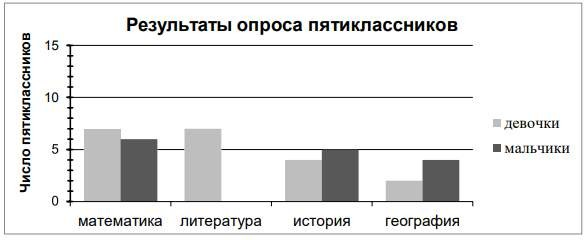 Результаты опроса пятиклассников
Число пятиклассников
15
10
5
0
математика литература история география
девочки
мальчики